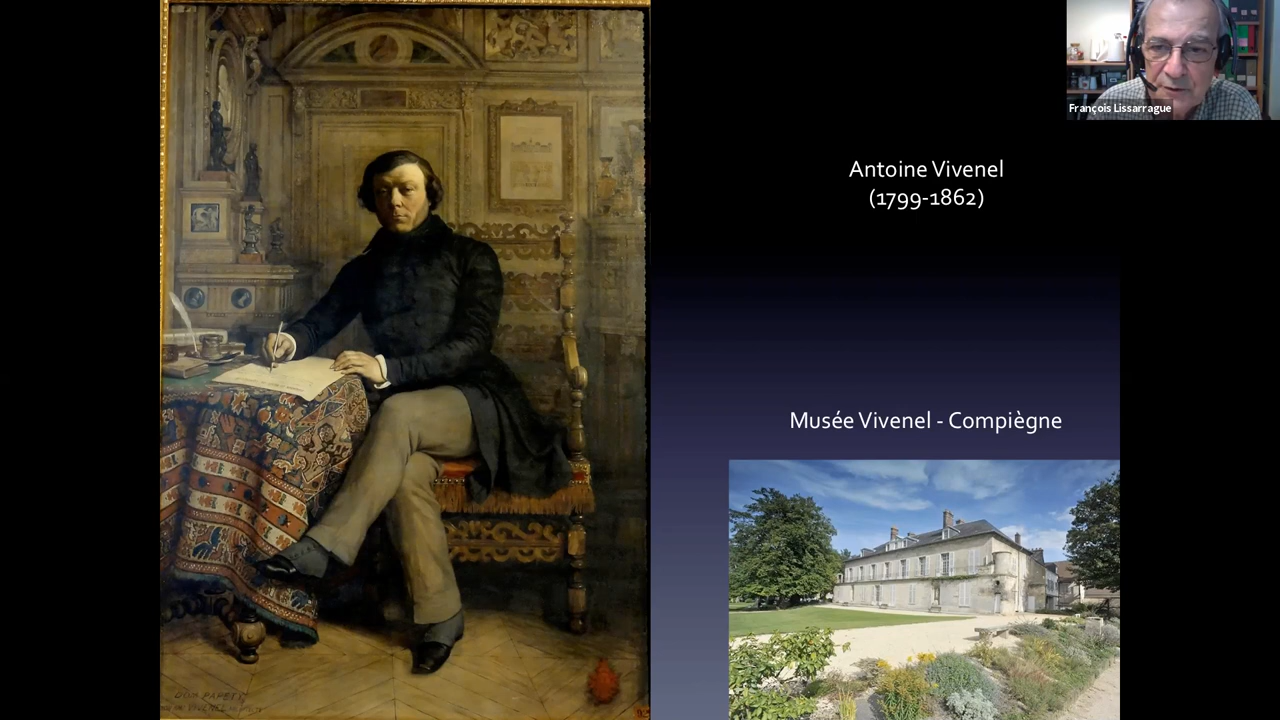 François Lissarrague
Antoine Vivenel
(1799-1862)
Musée Vivenel - Compiègne